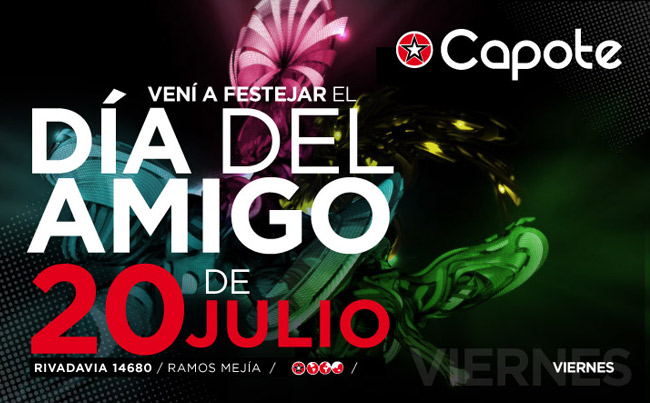 Capote
VENÍ A FESTEJAR EL
DÍA DEL
AMIGO
20 DE
JULIO
RIVADAVIA 14680 / RAMOS MEJÍA / /
VIERNES
VIERNES